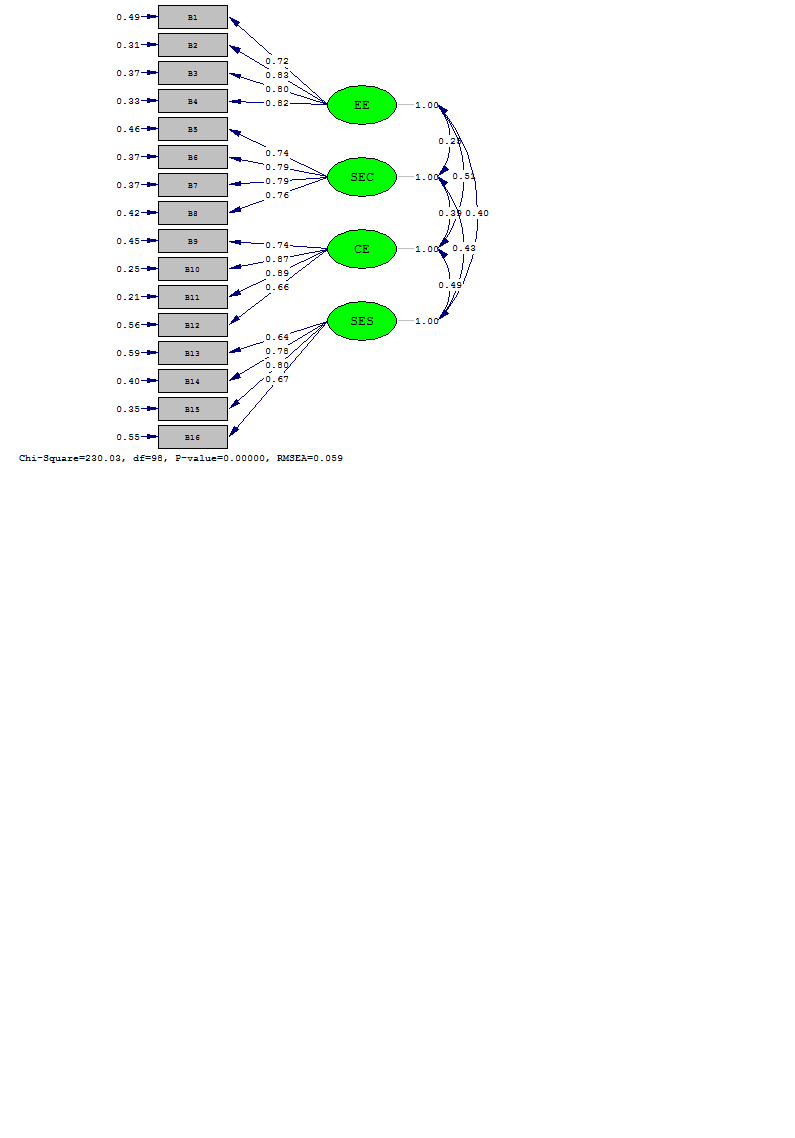 0.49 B1
0.72
0.31 B2
0.83
0.37 B3
0.80
0.33 B4
0.82
EE 1.00
0.46 B5
0.74
0.37 B6
0.79
0.37 B7
0.79
0.42 B8
0.76
SEC 1.00
0.45 B9
0.74
0.25 B10
0.87
0.21 B11
0.89
0.56 B12
0.66
CE 1.00
0.59 B13
0.64
0.40 B14
0.78
0.35 B15
0.80
0.55 B16
0.67
SES 1.00
0.39 0.40
0.43
0.49
Chi-Square=230.03, df=98, P-value=0.00000, RMSEA=0.059